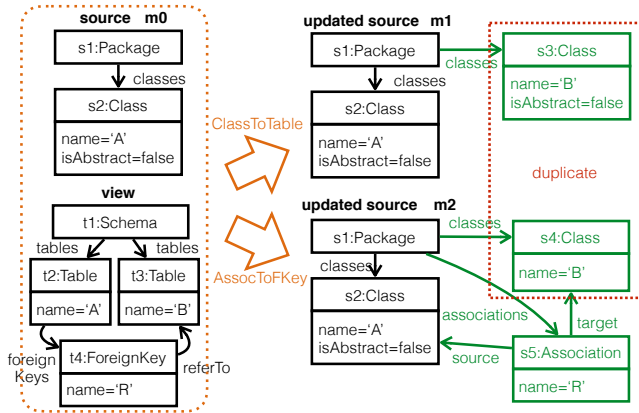 source m0
s1:Package
classes
s2:Class
name='A'
isAbstract=false
view
t1:Schema
tables
tables
t2:Table
name='A'
t3:Table
name='B'
foreign
Keys
t4:ForeignKey
name='R'
referTo
ClassToTable
AssocToFKey
updated source m1
s1:Package
classes
classes
s2:Class
name='A'
isAbstract=false
s3:Class
name='B'
isAbstract=false
duplicate
updated source m2
s1:Package
classes
classes
s2:Class
name='A'
isAbstract=false
s4:Class
name='B'
associations
target
source
s5:Association
name='R'